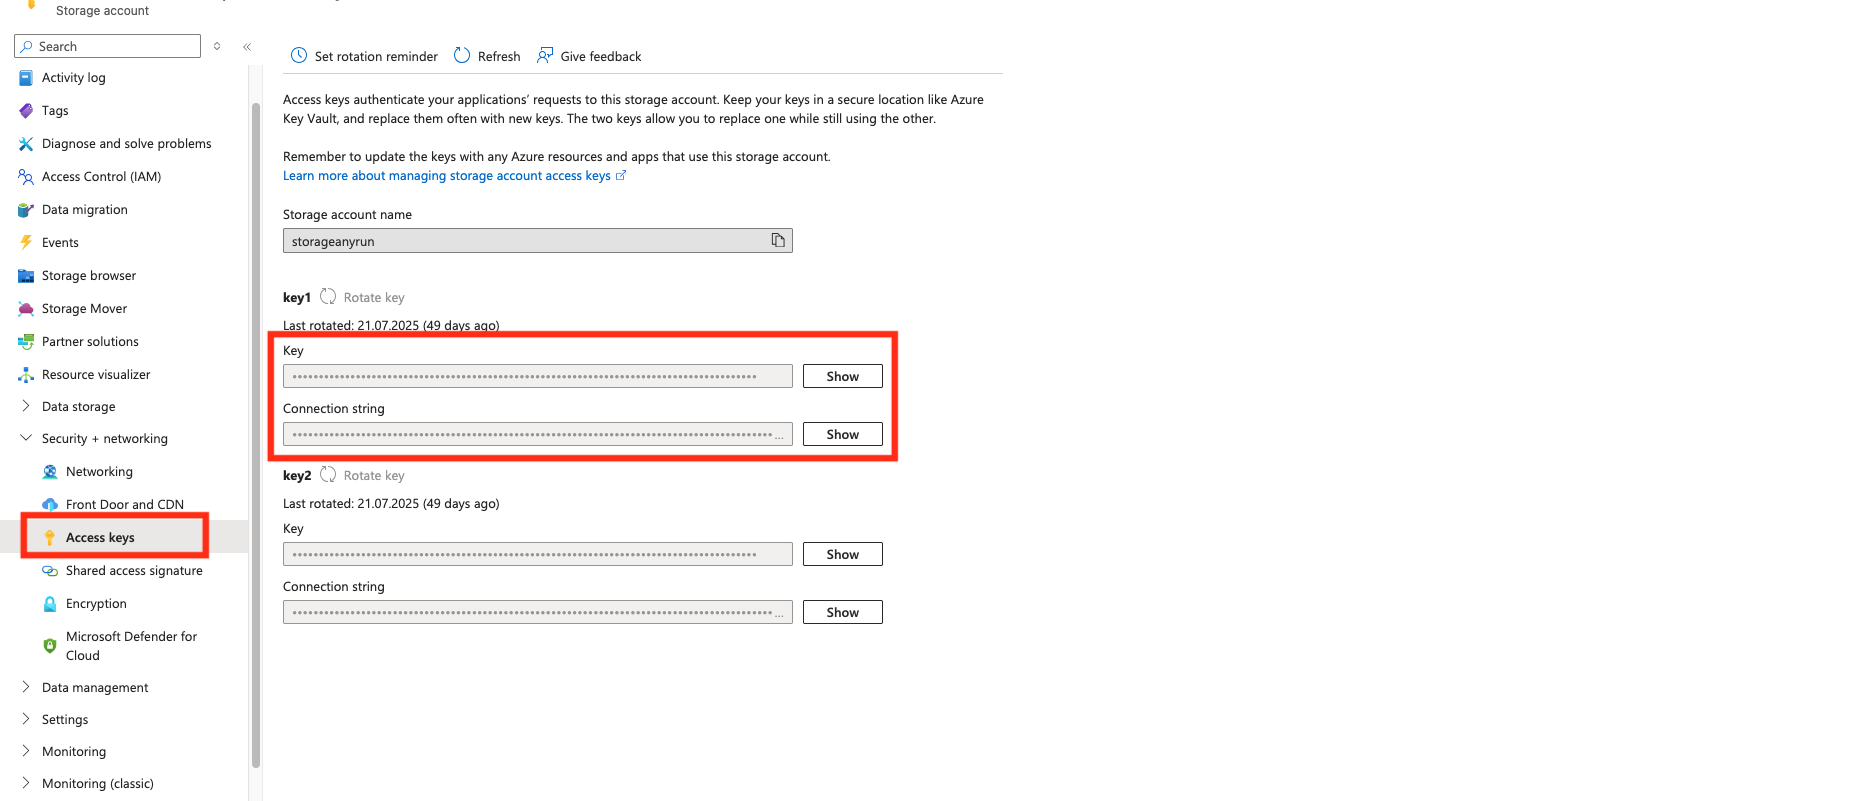 Storage account
Search
Activity log
Tags
Diagnose and solve problems
Access Control (IAM)
Data migration
Events
Storage browser
Storage Mover
Partner solutions
Resource visualizer
Data storage
Security + networking
Networking
Front Door and CDN
Access keys
Shared access signature
Encryption
Microsoft Defender for
Cloud
Data management
Settings
Monitoring
Monitoring (classic)
Set rotation reminder
Refresh
Give feedback
Access keys authenticate your applications’ requests to this storage account. Keep your keys in a secure location like Azure
Key Vault, and replace them often with new keys. The two keys allow you to replace one while still using the other.
Remember to update the keys with any Azure resources and apps that use this storage account.
Learn more about managing storage account access keys
Storage account name
storageanyrun
key1 Rotate key
Last rotated: 21.07.2025 (49 days ago)
Key
Show
Connection string
Show
key2 Rotate key
Last rotated: 21.07.2025 (49 days ago)
Key
Show
Connection string
Show